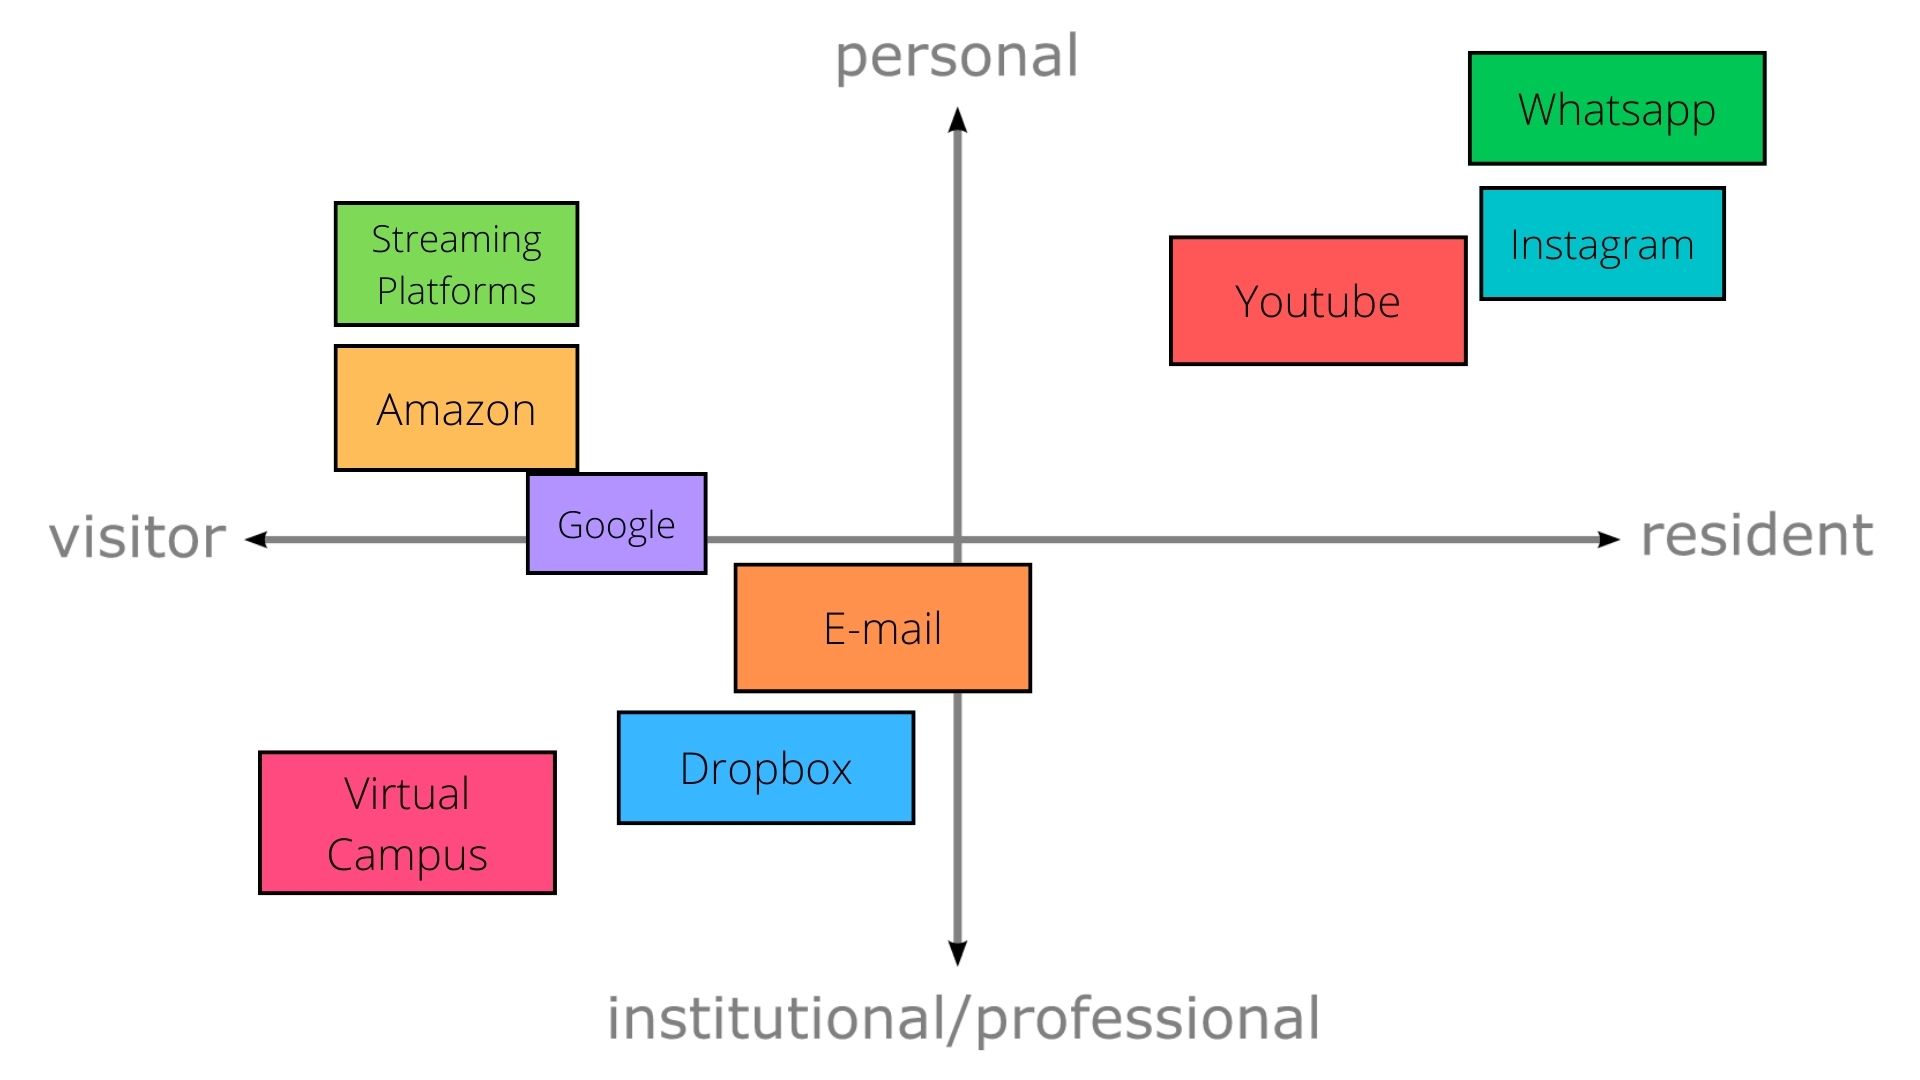 personal
Whatsapp
Streaming
Platforms
Instagram
Youtube
Amazon
Google
visitor
resident
E-mail
Dropbox
Virtual
Campus
institutional/professional